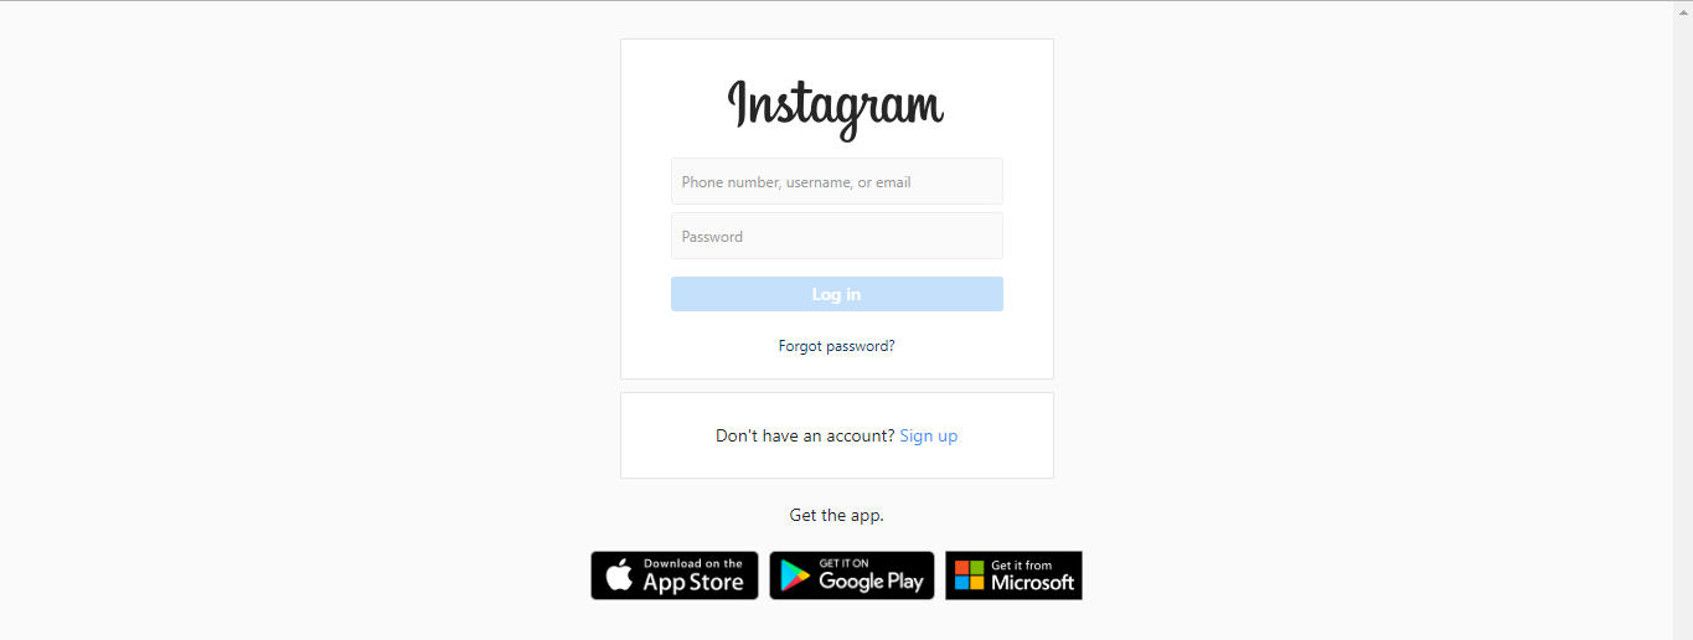 Instagram
Phone number, username, or email
Password
Log in
Forgot password?
Don't have an account? Sign up
Get the app.
Download on the
App Store
GET IT ON
Google Play
Get it from
Microsoft